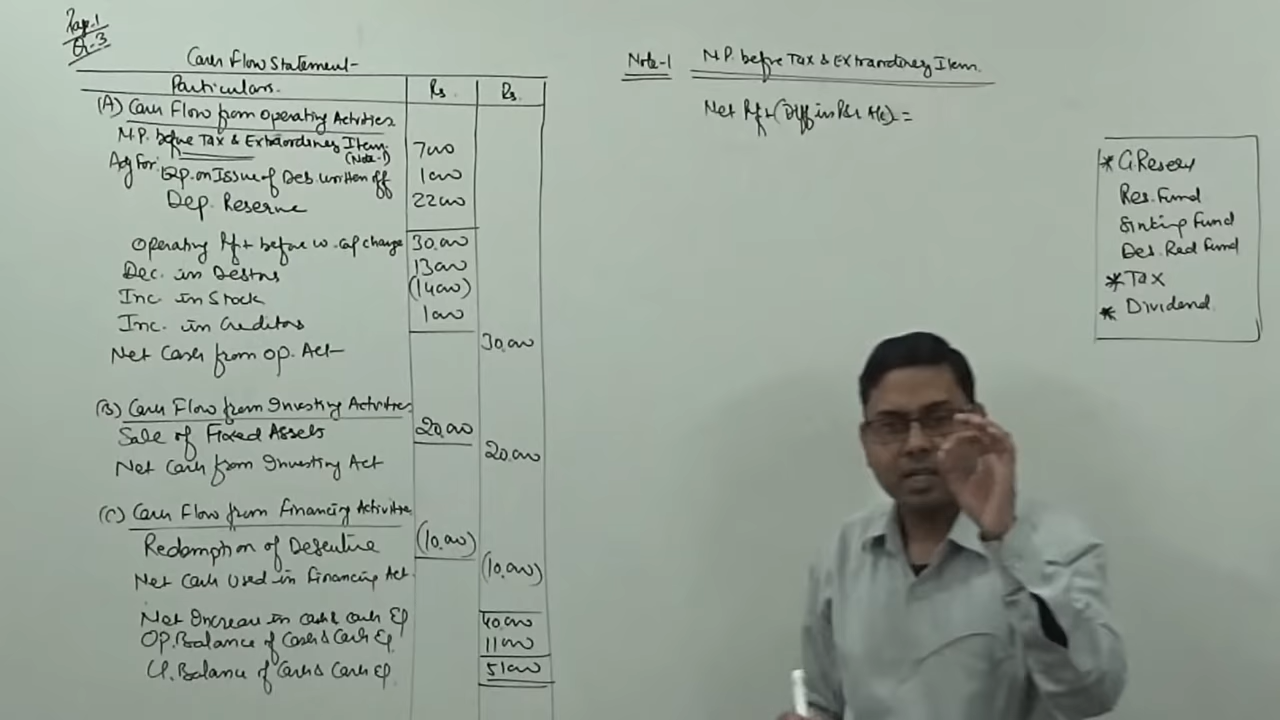 Page-1
Q-3
Cash Flow Statement-
Particulars. Rs. Rs.
(A) Cash Flow from Operating Activities
N.P. before Tax & Extraordinary Item (Note-1) 7000
Adj For: Exp. on Issue of Deb. written off 1000
Dep. Reserve 22000
Operating Pft before w. cap change 30,000
Dec. in Debtors 13000
Inc. in Stock (14000)
Inc. in Creditors 1000
Net Cash from Op. Act 30,000
(B) Cash Flow from Investing Activities
Sale of Fixed Assets 20,000
Net Cash from Investing Act 20,000
(C) Cash Flow from Financing Activities
Redemption of Debenture (10,000)
Net Cash Used in Financing Act. (10,000)
Net Increase in cash & cash Eq 40,000
Op. Balance of Cash & Cash Eq. 11000
Cl. Balance of Cash & Cash Eq. 51000
Note-1 N.P. before Tax & Extraordinary Item.
Net Pft (Diff in P&L A/c) =
* G. Reserve
Res. Fund
Sinking Fund
Deb. Red Fund
* Tax
* Dividend.